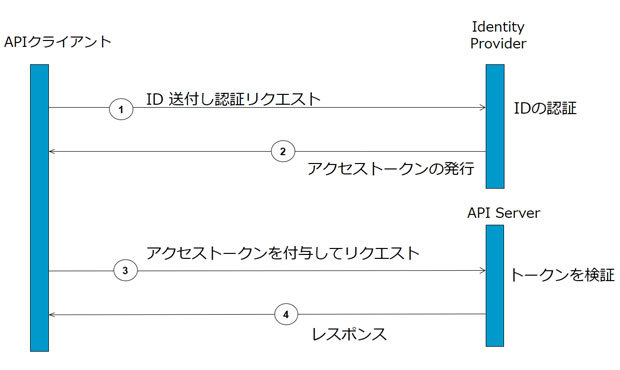 APIクライアント
Identity
Provider
ID 送付し認証リクエスト
1
IDの認証
2
アクセストークンの発行
API Server
アクセストークンを付与してリクエスト
3
トークンを検証
4
レスポンス